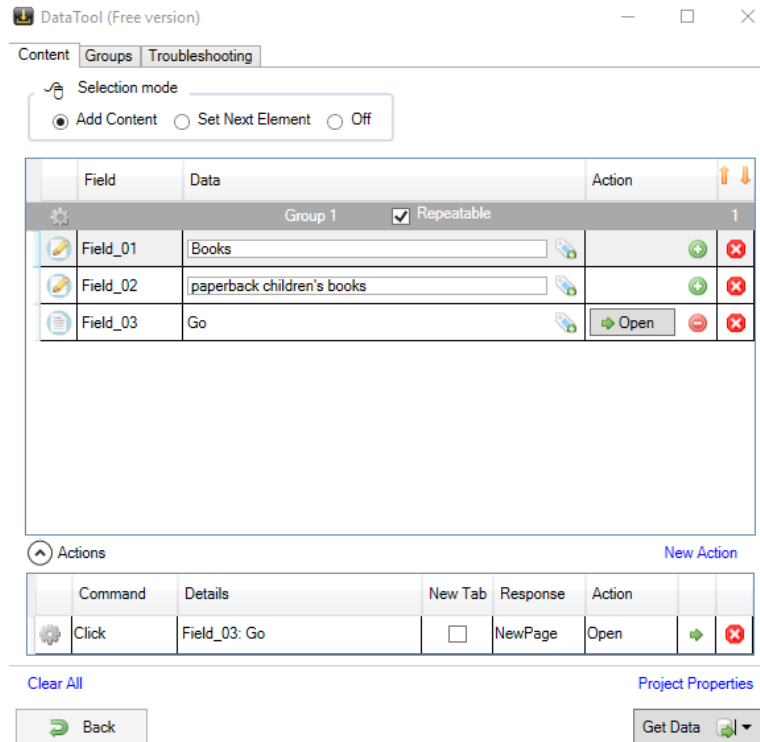 DataTool (Free version)
Content Groups Troubleshooting
Selection mode
Add Content Set Next Element Off
Field Data Action
Group 1 Repeatable 1
Field_01 Books
Field_02 paperback children's books
Field_03 Go Open
Actions New Action
Command Details New Tab Response Action
Click Field_03: Go NewPage Open
Clear All Project Properties
Back Get Data